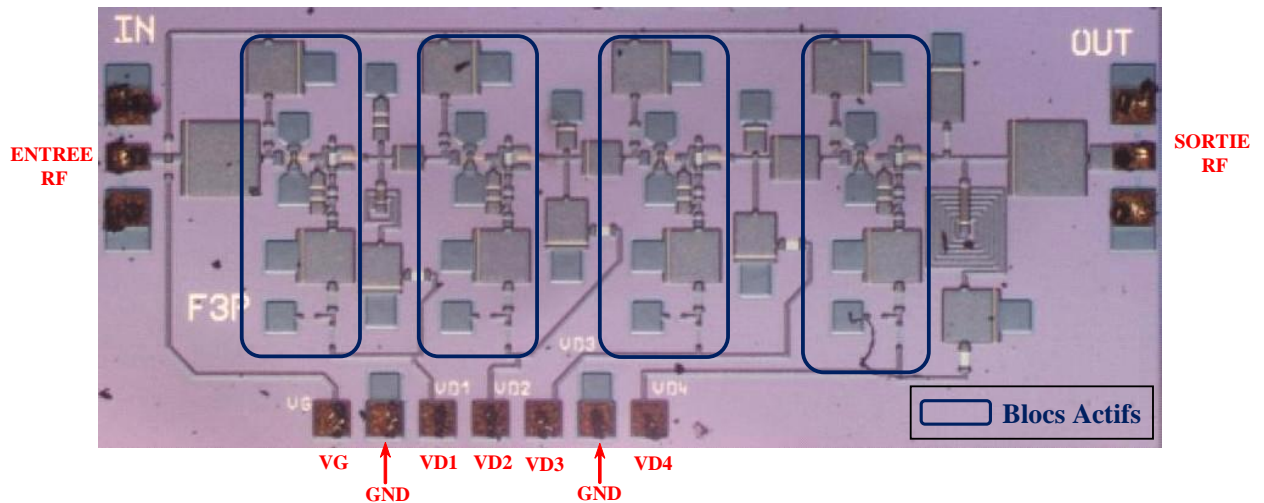 IN
OUT
ENTREE
RF
SORTIE
RF
F3P
VD3
VG
VD1
VD2
VD4
Blocs Actifs
VG
VD1
VD2
VD3
VD4
GND
GND